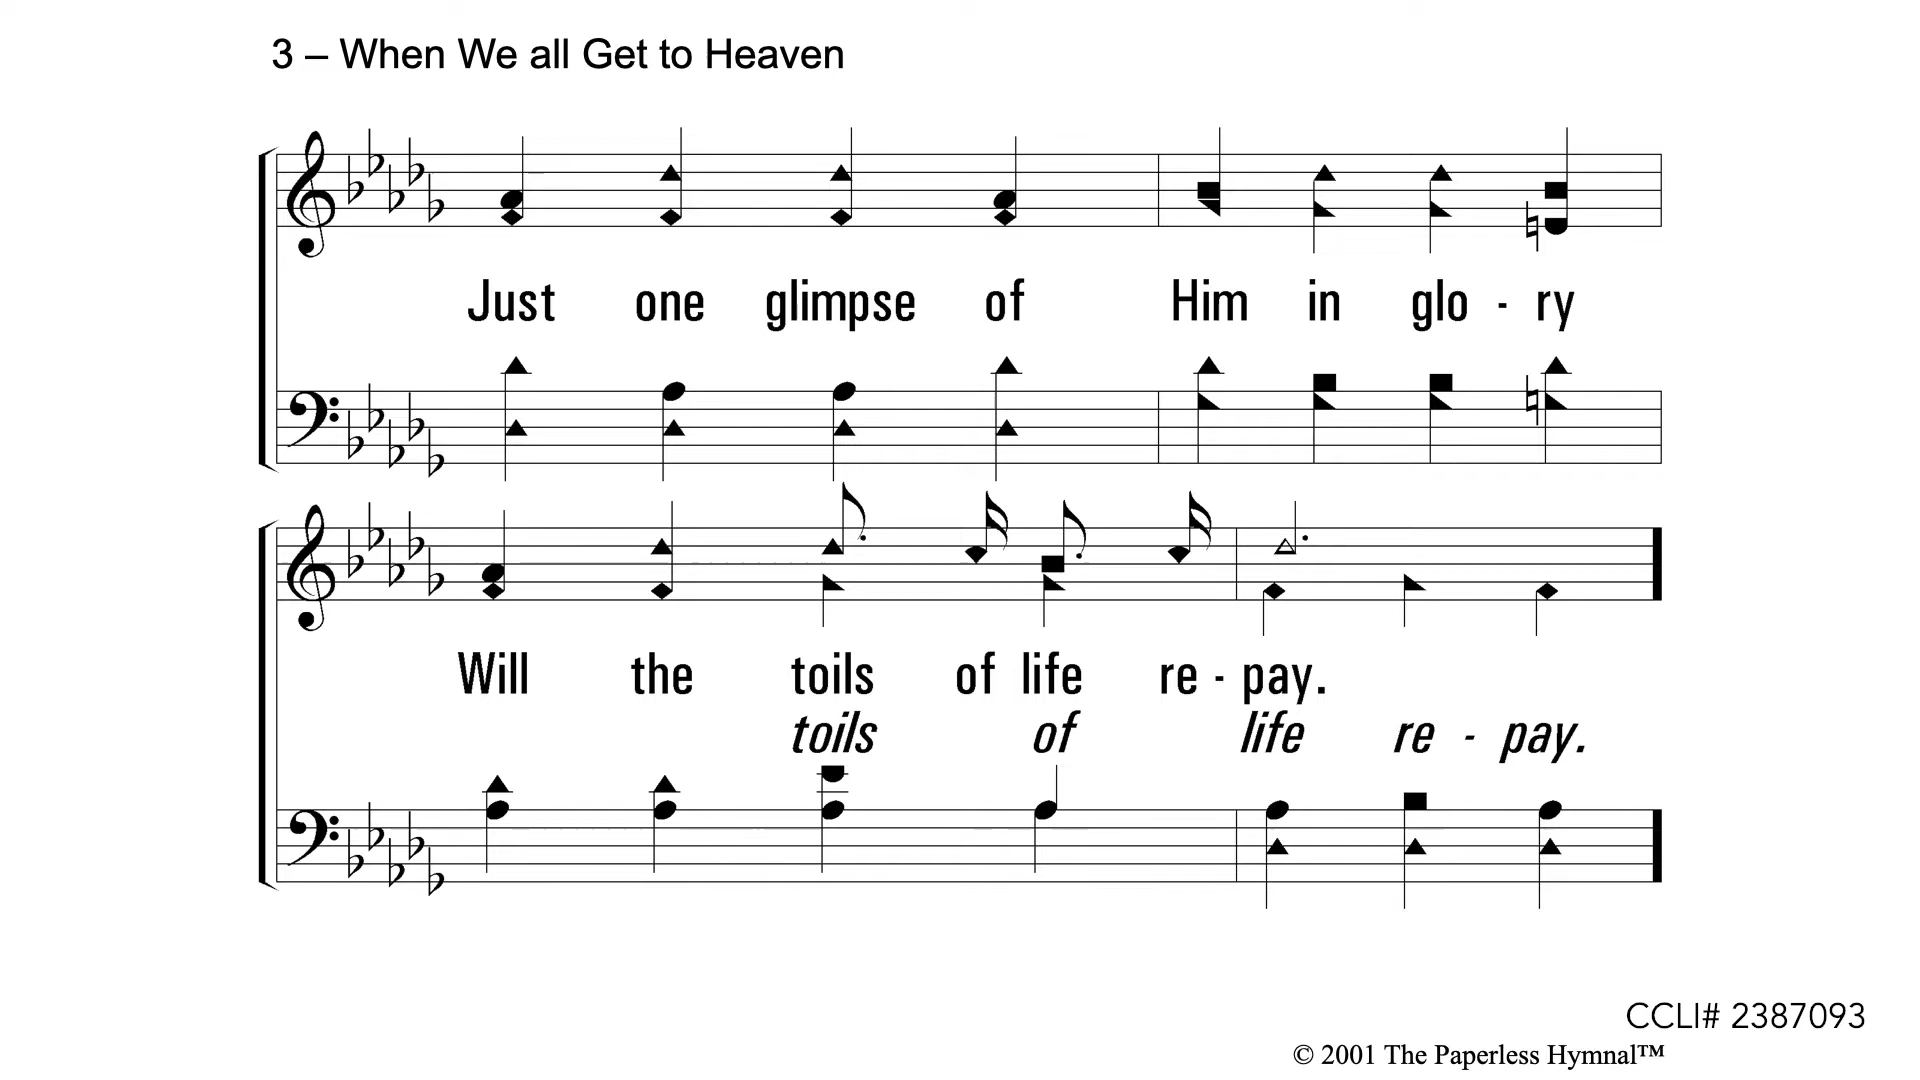 3 – When We all Get to Heaven
Just one glimpse of Him in glo - ry
Will the toils of life re - pay.
toils of life re - pay.
CCLI# 2387093
© 2001 The Paperless Hymnal™